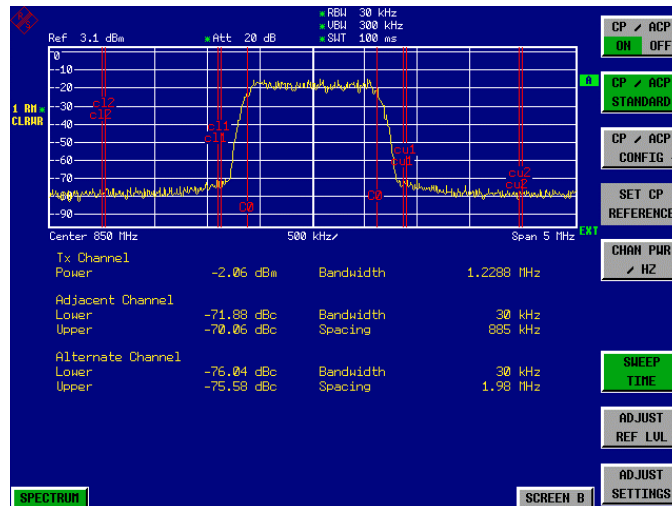 *RBW 30 kHz
*VBW 300 kHz
Ref 3.1 dBm *Att 20 dB *SWT 100 ms
0
-10
-20
-30
-40
-50
-60
-70
-80
-90
A
1 RM *
CLRWR
cl2
cl2
cl1
cl1
C0
C0
cu1
cu1
cu2
cu2
EXT
Center 850 MHz 500 kHz/ Span 5 MHz
Tx Channel
Power -2.06 dBm Bandwidth 1.2288 MHz
Adjacent Channel
Lower -71.88 dBc Bandwidth 30 kHz
Upper -70.06 dBc Spacing 885 kHz
Alternate Channel
Lower -76.04 dBc Bandwidth 30 kHz
Upper -75.58 dBc Spacing 1.98 MHz
CP / ACP
ON OFF
CP / ACP
STANDARD
CP / ACP
CONFIG
SET CP
REFERENCE
CHAN PWR
/ HZ
SWEEP
TIME
ADJUST
REF LVL
ADJUST
SETTINGS
SPECTRUM
SCREEN B